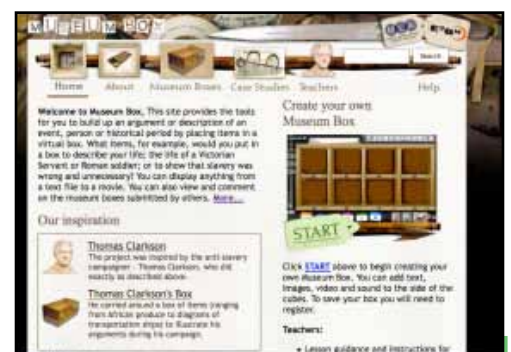 MUSEUM BOX
Search
Home
About
Museum Boxes
Case Studies
Teachers
Help
Welcome to Museum Box, This site provides the tools
for you to build up an argument or description of an
event, person or historical period by placing items in a
virtual box. What items, for example, would you put in
a box to describe your life; the life of a Victorian
Servant or Roman soldier; or to show that slavery was
wrong and unnecessary? You can display anything from
a text file to a movie. You can also view and comment
on the museum boxes submitted by others. More...
Our inspiration
Thomas Clarkson
The project was inspired by the anti slavery
campaigner - Thomas Clarkson, who did
exactly as described above.
Thomas Clarkson's Box
He carried around a box of items (ranging
from African produce to diagrams of
transportation ships) to illustrate his
arguments during his campaign.
Create your own
Museum Box
START
Click START above to begin creating your
own Museum Box. You can add text,
images, video and sound to the side of the
cubes. To save your box you will need to
register.
Teachers:
Lesson guidance and instructions for